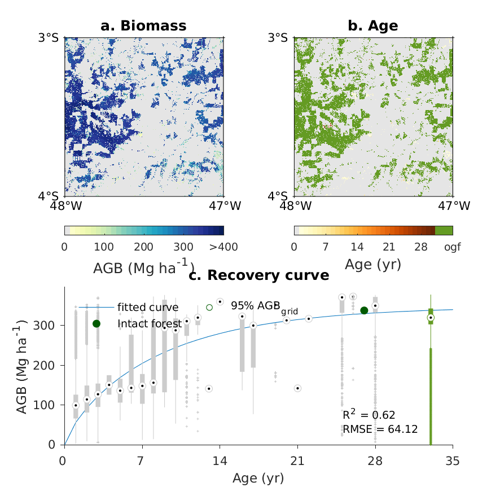 a. Biomass
b. Age
3°S
4°S
48°W
47°W
3°S
4°S
48°W
47°W
0 100 200 300 >400
AGB (Mg ha⁻¹)
0 7 14 21 28 ogf
Age (yr)
c. Recovery curve
fitted curve
95% AGB_grid
Intact forest
AGB (Mg ha⁻¹)
300
200
100
0
R² = 0.62
RMSE = 64.12
0 7 14 21 28 35
Age (yr)